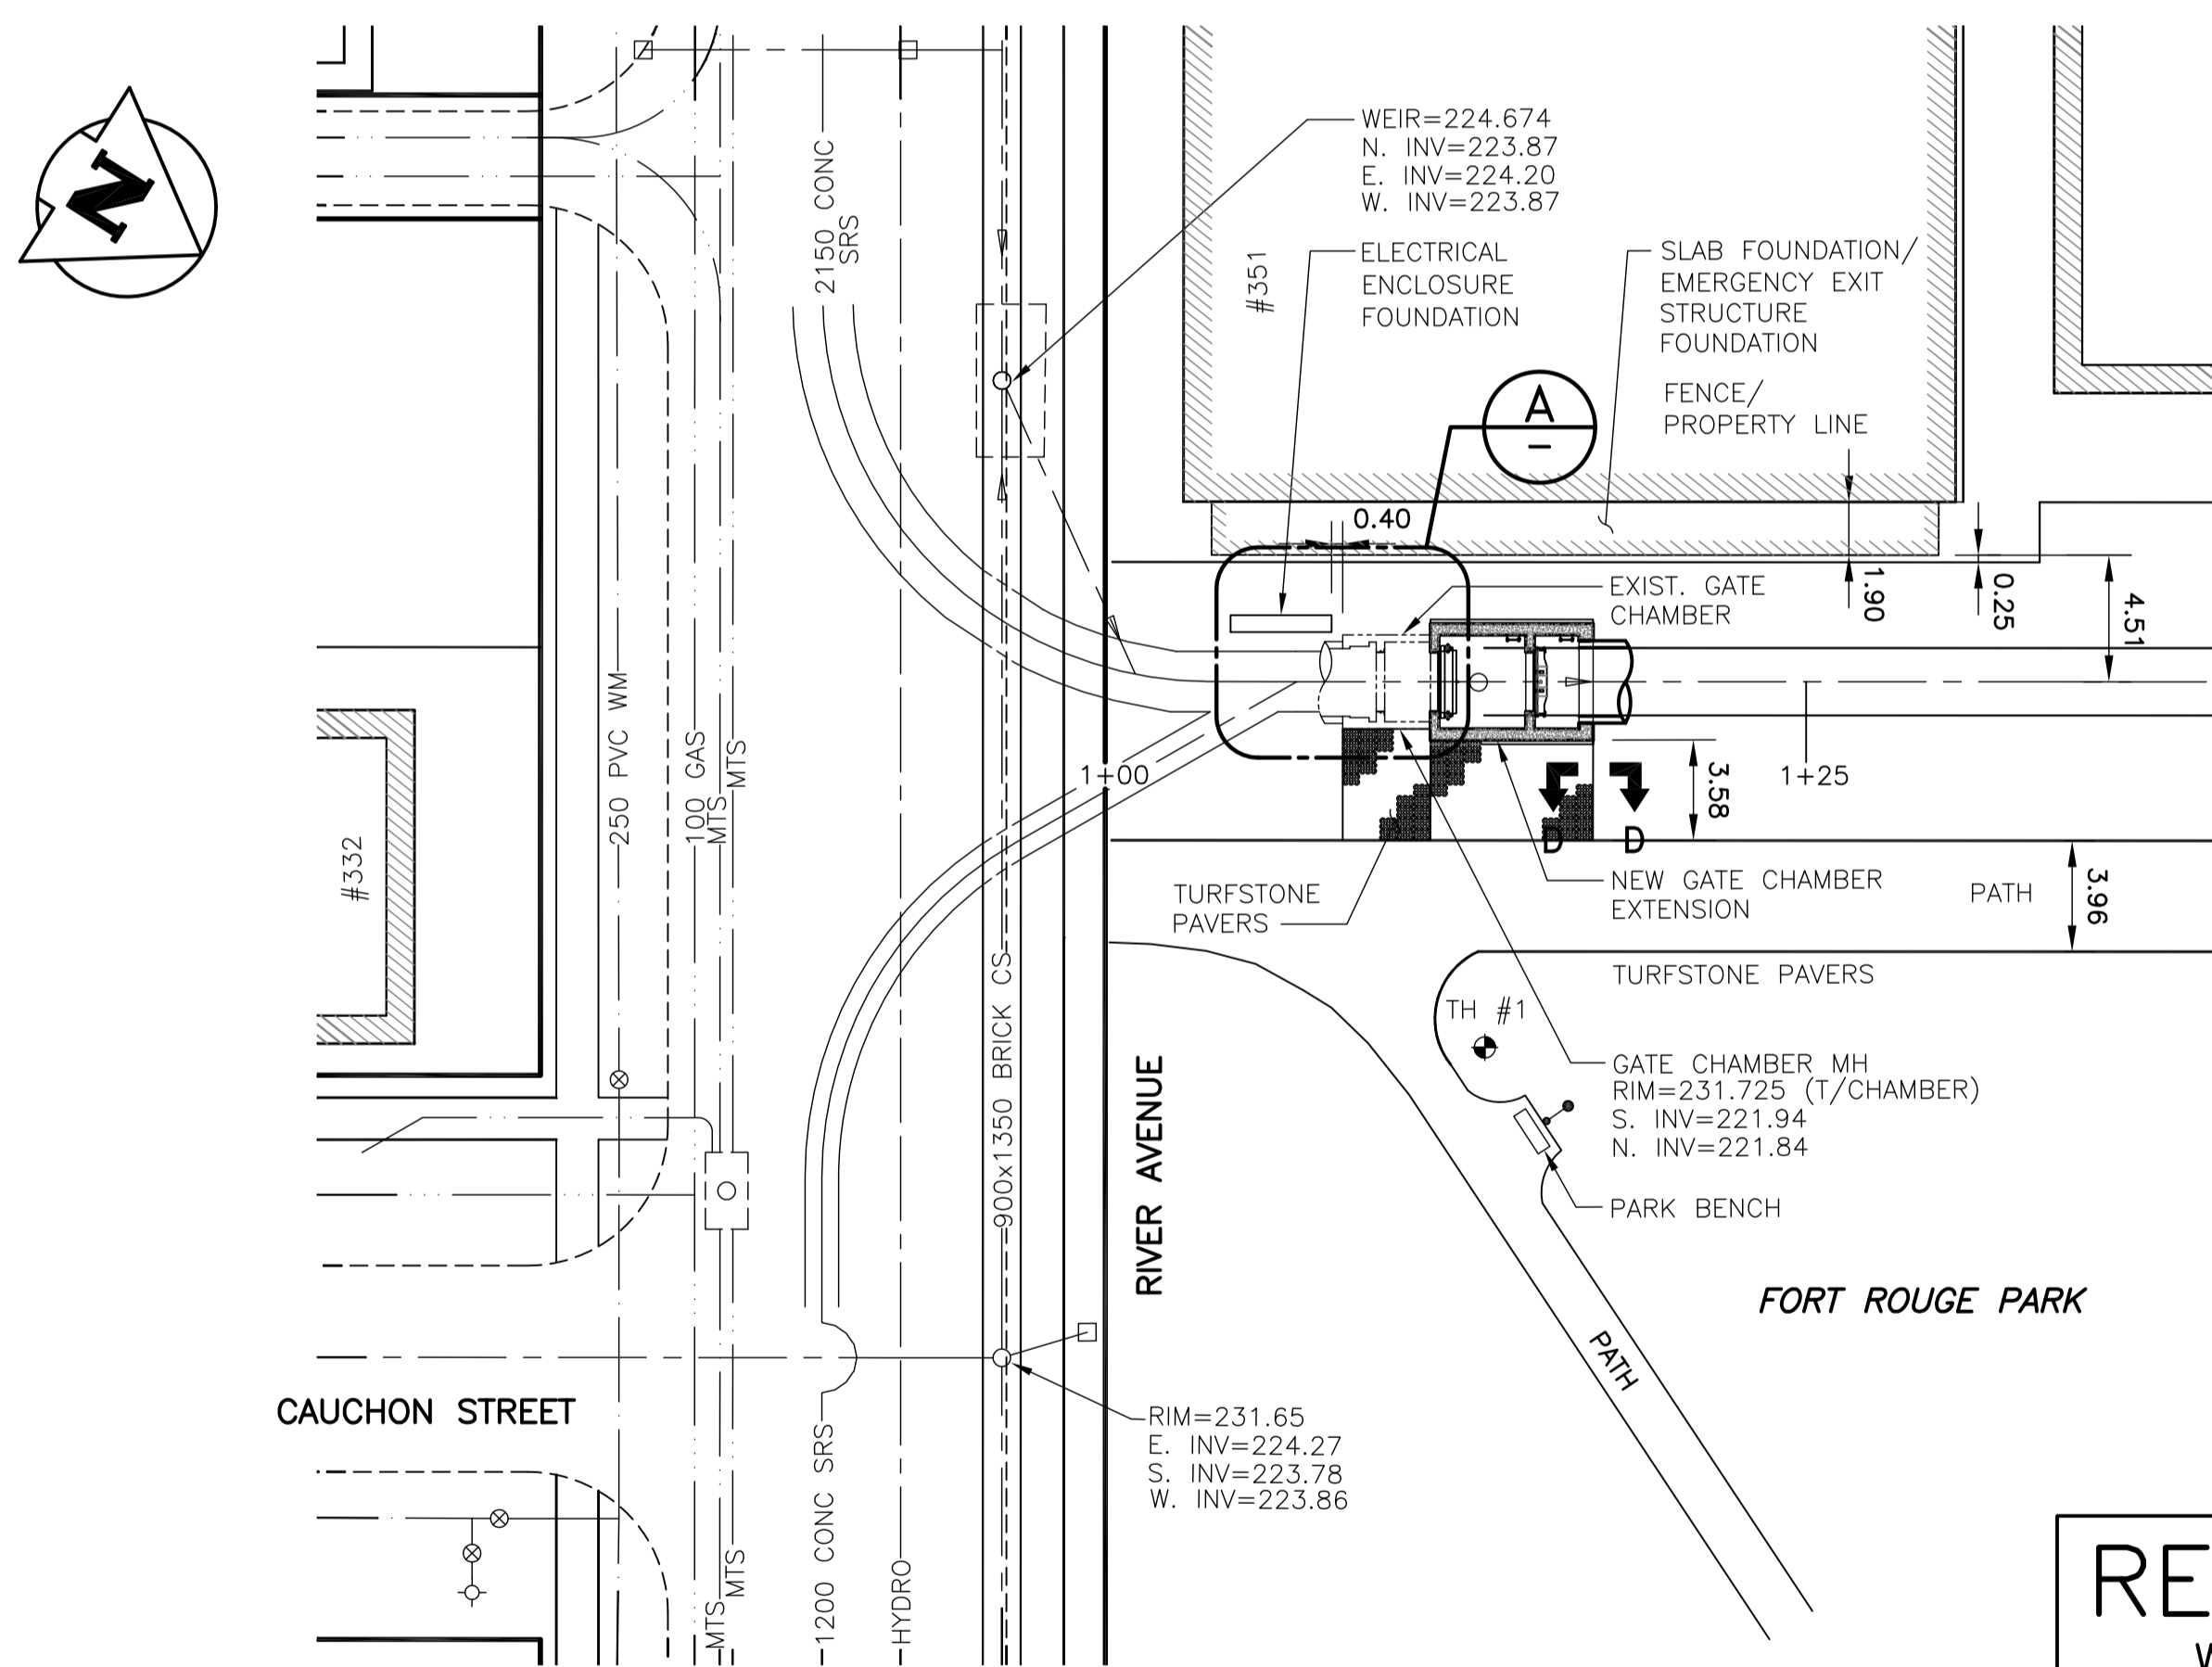 N
2150 CONC
SRS
WEIR=224.674
N. INV=223.87
E. INV=224.20
W. INV=223.87
#351
ELECTRICAL
ENCLOSURE
FOUNDATION
SLAB FOUNDATION/
EMERGENCY EXIT
STRUCTURE
FOUNDATION
FENCE/
PROPERTY LINE
A
–
0.40
EXIST. GATE
CHAMBER
1.90
0.25
4.51
250 PVC WM
100 GAS
MTS
MTS
1+00
1+25
3.58
D
D
#332
TURFSTONE
PAVERS
NEW GATE CHAMBER
EXTENSION
PATH
3.96
TURFSTONE PAVERS
TH #1
900x1350 BRICK CS
RIVER AVENUE
GATE CHAMBER MH
RIM=231.725 (T/CHAMBER)
S. INV=221.94
N. INV=221.84
PARK BENCH
FORT ROUGE PARK
PATH
CAUCHON STREET
RIM=231.65
E. INV=224.27
S. INV=223.78
W. INV=223.86
MTS
MTS
1200 CONC SRS
HYDRO
RE